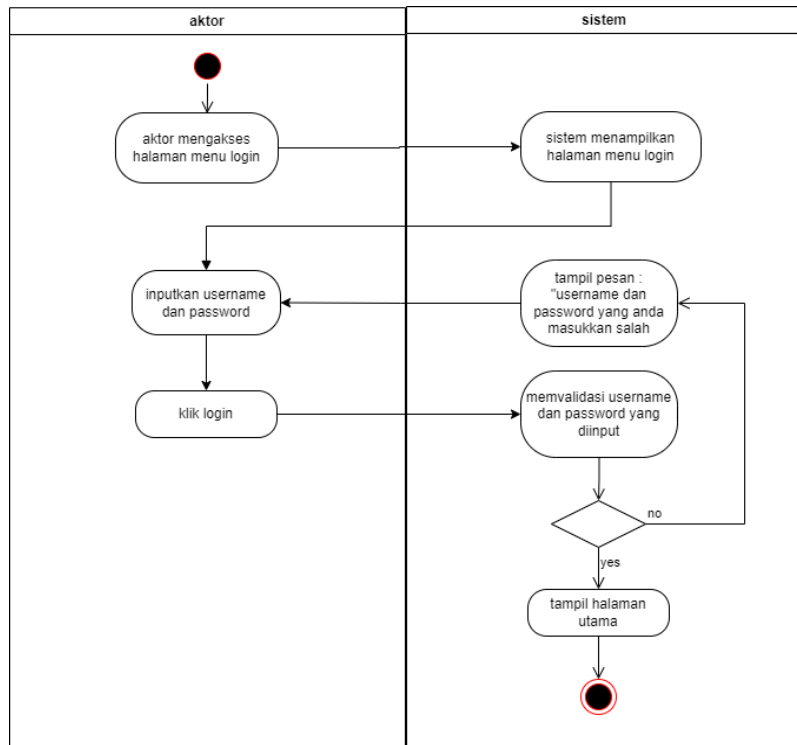 aktor
sistem
aktor mengakses
halaman menu login
sistem menampilkan
halaman menu login
inputkan username
dan password
tampil pesan :
"username dan
password yang anda
masukkan salah
klik login
memvalidasi username
dan password yang
diinput
no
yes
tampil halaman
utama